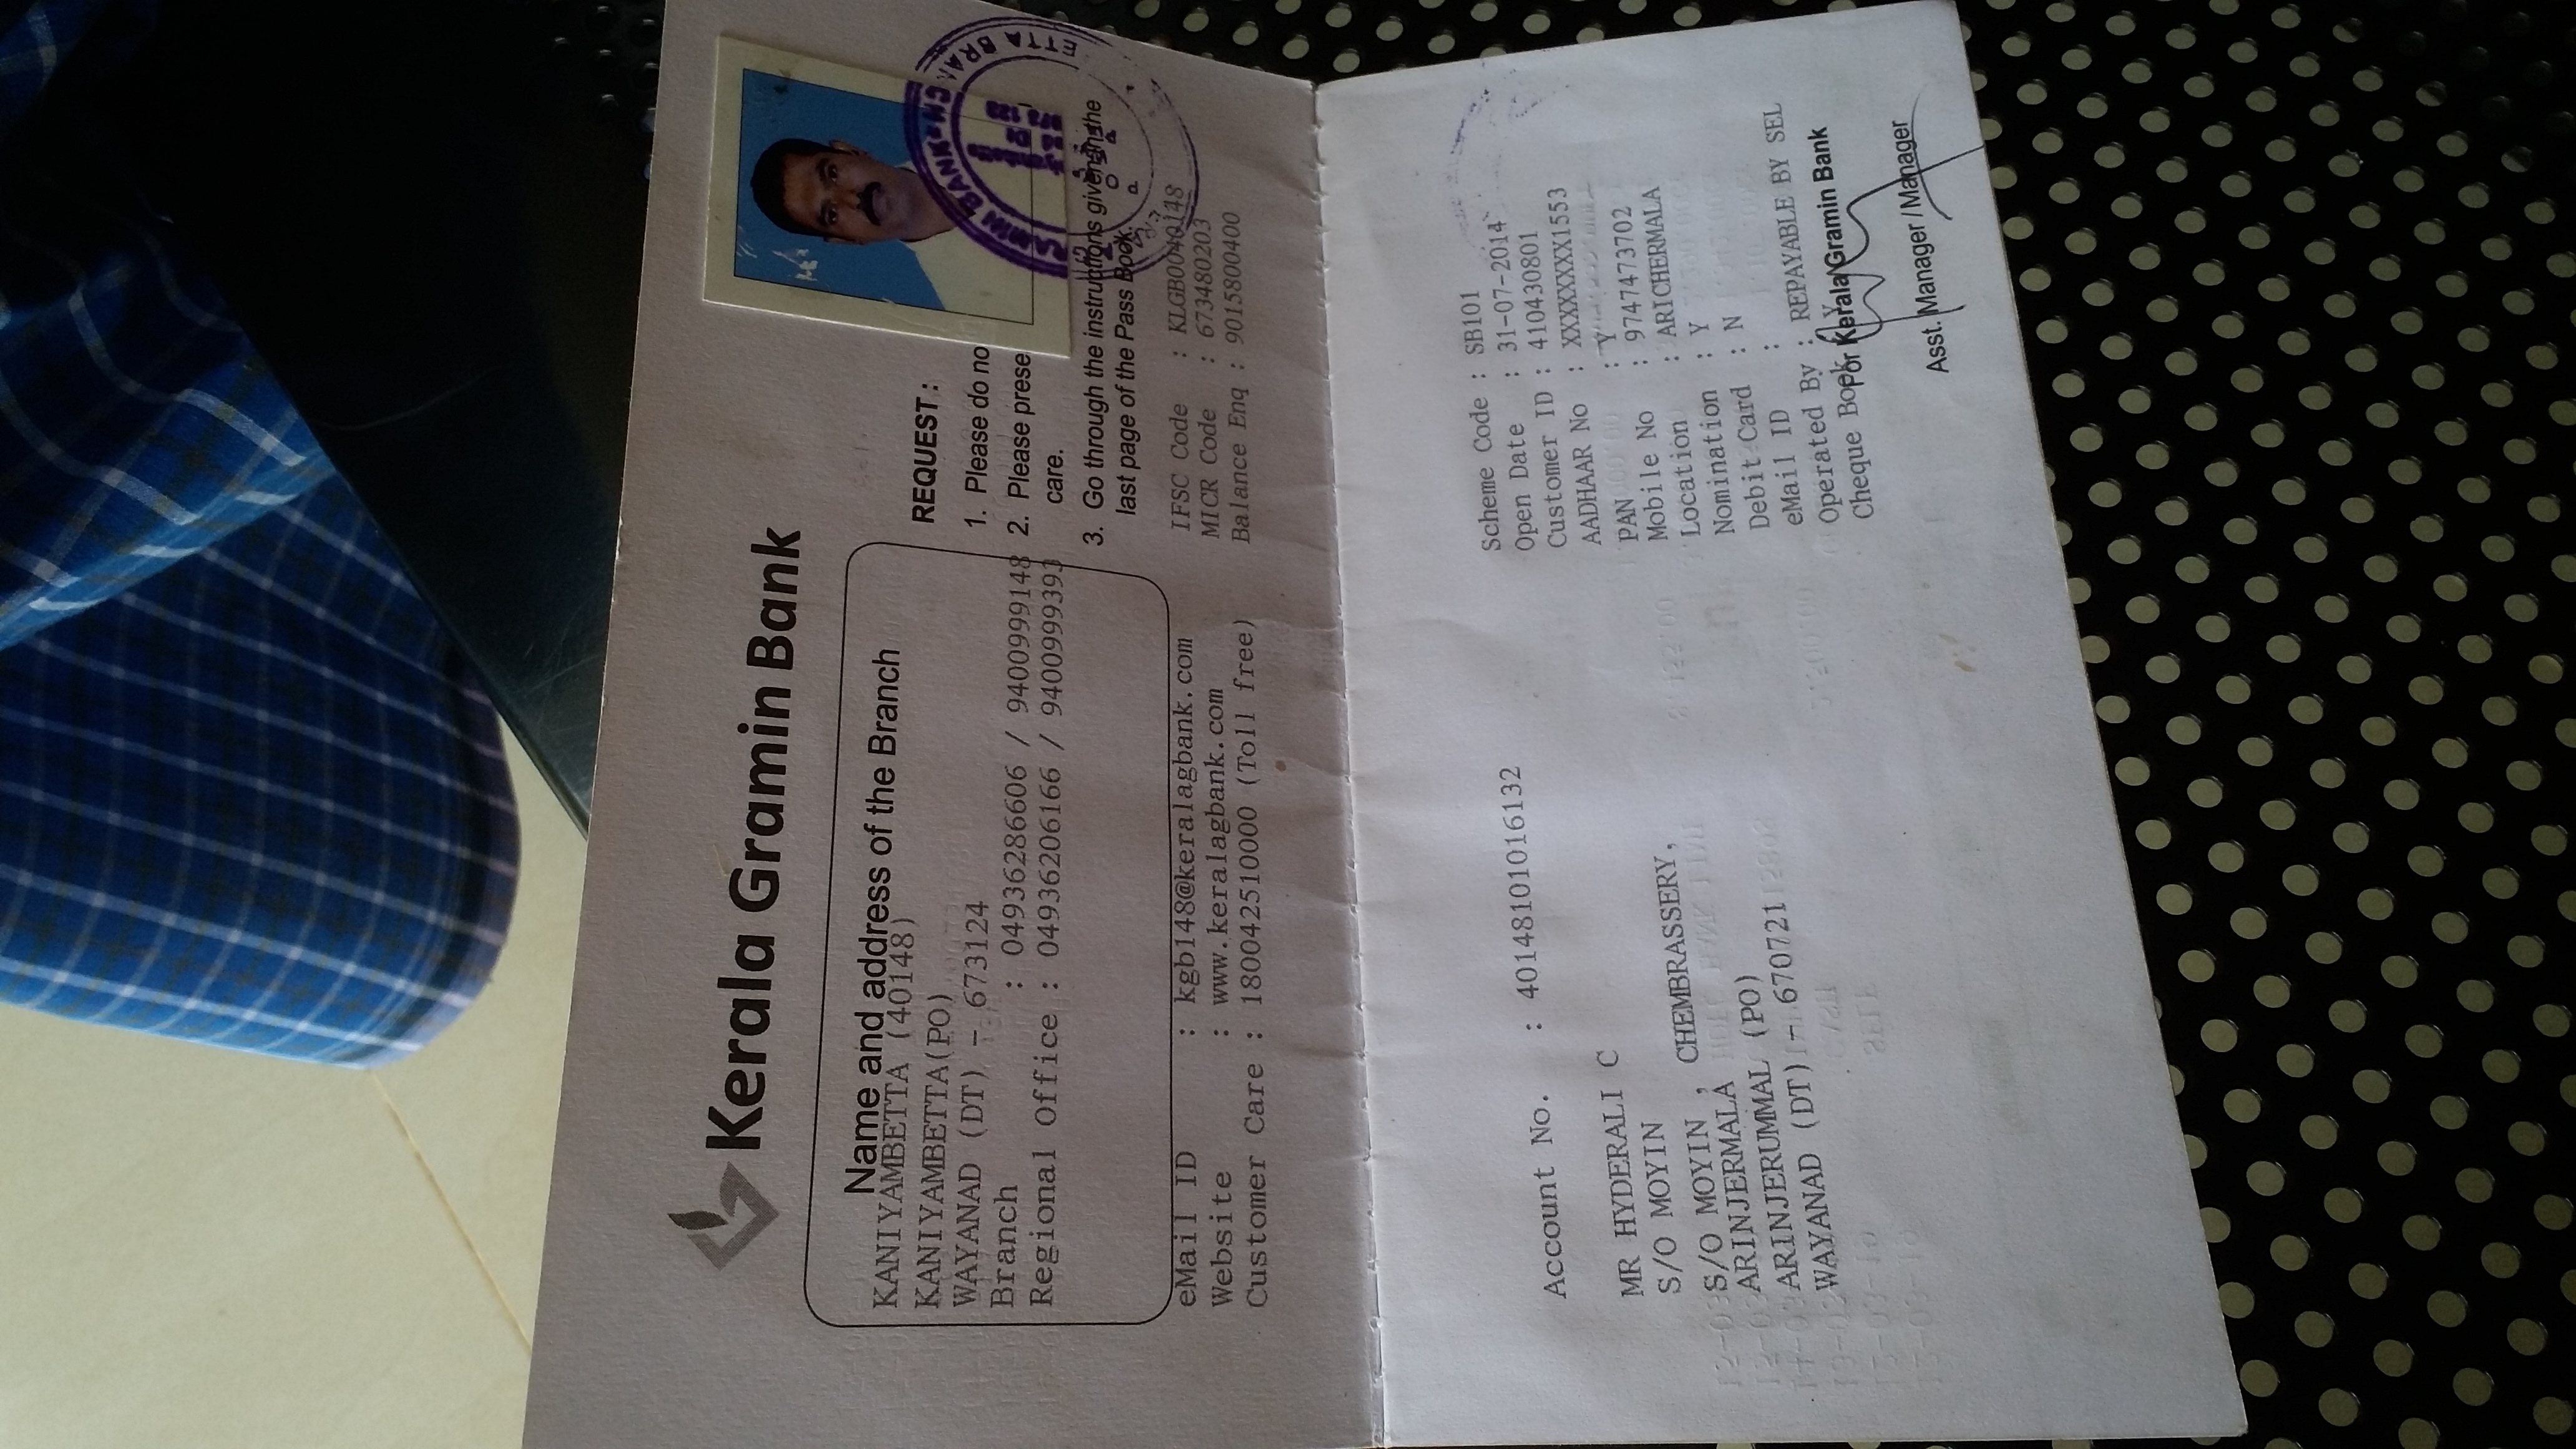 Kerala Gramin Bank
Name and address of the Branch
KANIYAMBETTA (40148)
KANIYAMBETTA(PO)
WAYANAD (DT) - 673124
Branch : 04936286606 / 9400999148
Regional Office : 04936206166 / 9400999393
eMail ID : kgb148@keralagbank.com
Website : www.keralagbank.com
Customer Care : 180042510000 (Toll free)
REQUEST :
1. Please do no
2. Please prese
care.
3. Go through the instructions given in the
last page of the Pass Book.
IFSC Code : KLGB0040148
MICR Code : 673480203
Balance Enq : 9015800400
GRAMIN BANK
ETTA BRANCH
Account No. : 40148101016132
MR HYDERALI C
S/O MOYIN
S/O MOYIN , CHEMBRASSERY,
ARINJERMALA
ARINJERUMMAL (PO)
WAYANAD (DT) - 670721
Scheme Code : SB101
Open Date : 31-07-2014
Customer ID : 410430801
AADHAAR No : XXXXXXXX1553
PAN : Y
Mobile No : 9747473702
Location : ARICHERMALA
Nomination : Y
Debit Card : N
eMail ID :
Operated By : REPAYABLE BY SEL
Cheque Book : Y
For Kerala Gramin Bank
Asst. Manager / Manager